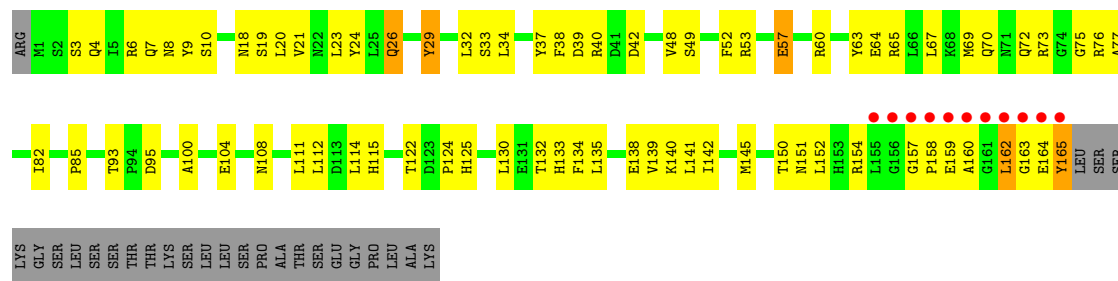 ARG M1 S2 S3 Q4 I5 R6 Q7 N8 Y9 S10 N18 S19 L20 V21 N22 L23 Y24 L25 Q26 Y29 L32 S33 L34 Y37 F38 D39 R40 D41 D42 V48 S49 F52 R53 E57 R60 Y63 E64 R65 L66 L67 K68 M69 Q70 N71 Q72 R73 G74 G75 R76 A77
I82 P85 T93 P94 D95 A100 E104 N108 L111 L112 D113 L114 H115 T122 D123 P124 H125 L130 E131 T132 H133 F134 L135 E138 V139 K140 L141 I142 M145 T150 N151 L152 H153 R154 L155 G156 G157 P158 E159 A160 G161 L162 G163 E164 Y165 LEU SER SER
LYS GLY SER LEU SER SER THR THR LYS SER LEU LEU SER PRO ALA THR SER GLU GLY PRO LEU ALA LYS